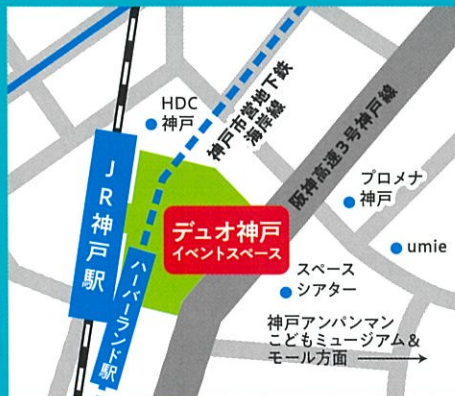 HDC
神戸
神戸市営地下鉄
海岸線
阪神高速3号神戸線
JR神戸駅
ハーバーランド駅
デュオ神戸
イベントスペース
プロメナ
神戸
umie
スペース
シアター
神戸アンパンマン
こどもミュージアム&
モール方面